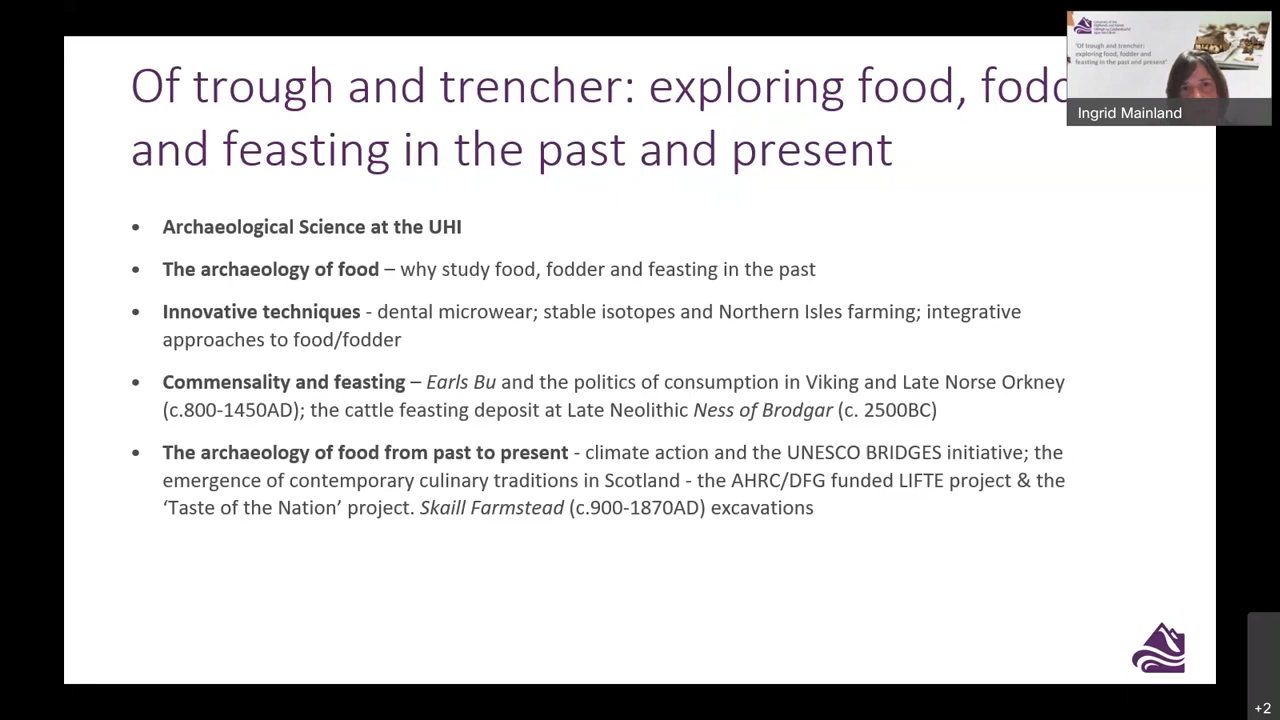 Of trough and trencher: exploring food, fodd
and feasting in the past and present
'Of trough and trencher:
exploring food, fodder and
feasting in the past and present'
Ingrid Mainland
• Archaeological Science at the UHI
• The archaeology of food – why study food, fodder and feasting in the past
• Innovative techniques - dental microwear; stable isotopes and Northern Isles farming; integrative
approaches to food/fodder
• Commensality and feasting – Earls Bu and the politics of consumption in Viking and Late Norse Orkney
(c.800-1450AD); the cattle feasting deposit at Late Neolithic Ness of Brodgar (c. 2500BC)
• The archaeology of food from past to present - climate action and the UNESCO BRIDGES initiative; the
emergence of contemporary culinary traditions in Scotland - the AHRC/DFG funded LIFTE project & the
‘Taste of the Nation’ project. Skaill Farmstead (c.900-1870AD) excavations
+2